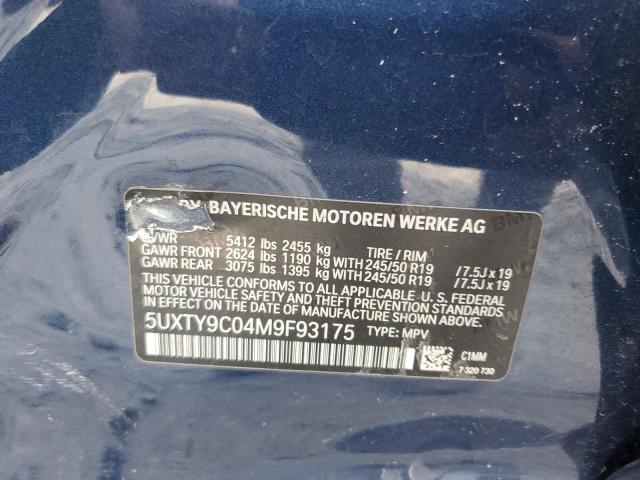 BAYERISCHE MOTOREN WERKE AG
GVWR 5412 lbs 2455 kg TIRE / RIM
GAWR FRONT 2624 lbs 1190 kg WITH 245/50 R19 /7.5J x 19
GAWR REAR 3075 lbs 1395 kg WITH 245/50 R19 /7.5J x 19
THIS VEHICLE CONFORMS TO ALL APPLICABLE U. S. FEDERAL
MOTOR VEHICLE SAFETY AND THEFT PREVENTION STANDARDS
IN EFFECT ON THE DATE OF MANUFACTURE SHOWN ABOVE.
5UXTY9C04M9F93175 TYPE: MPV
C1MM
7 320 730